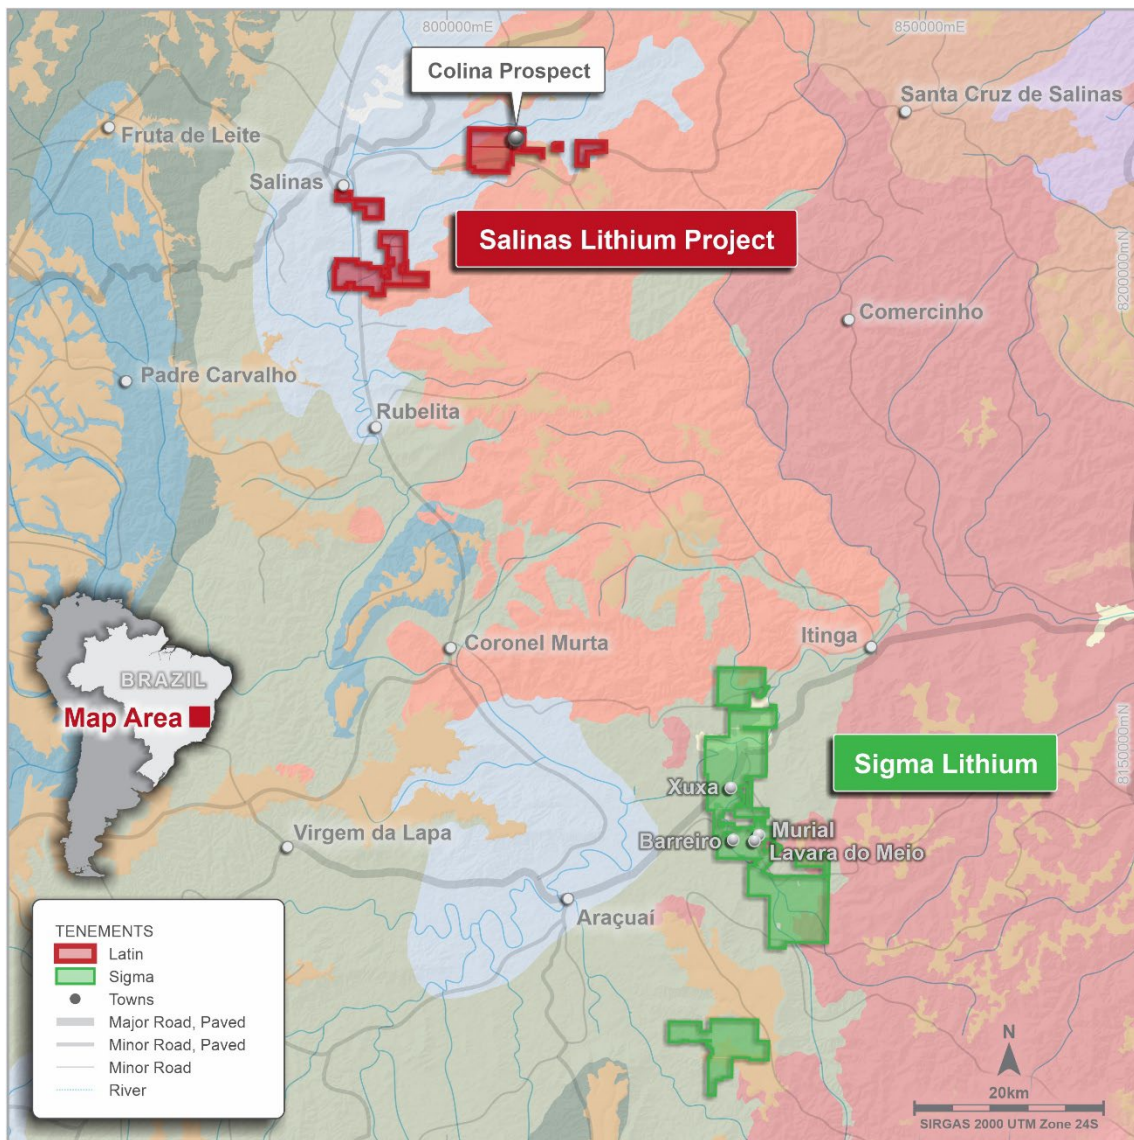 800000mE
850000mE
Colina Prospect
Santa Cruz de Salinas
Fruta de Leite
Salinas
Salinas Lithium Project
8200000mN
Comercinho
Padre Carvalho
Rubelita
Coronel Murta
Itinga
BRAZIL
Map Area
8150000mN
Sigma Lithium
Xuxa
Virgem da Lapa
Barreiro
Murial
Lavara do Meio
Araçuaí
TENEMENTS
Latin
Sigma
Towns
Major Road, Paved
Minor Road, Paved
Minor Road
River
N
20km
SIRGAS 2000 UTM Zone 24S